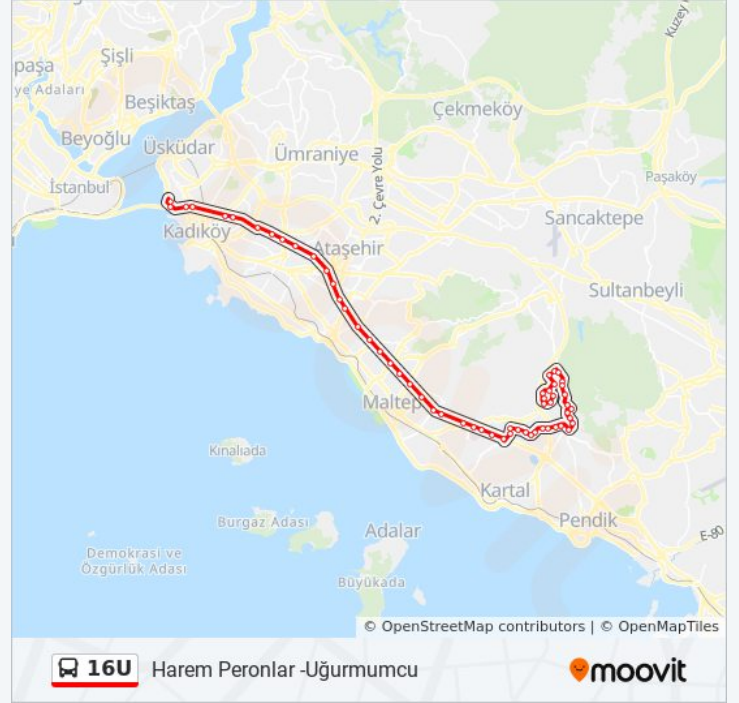 Kuzey
Şişli
paşa
ye Adaları
Beşiktaş
Çekmeköy
Beyoğlu
Üsküdar
Ümraniye
2. Çevre Yolu
Paşaköy
İstanbul
Sancaktepe
Kadıköy
Ataşehir
Sultanbeyli
Maltep
Kınalıada
Kartal
Pendik
Burgaz Adası
Adalar
E-80
Demokrasi ve
Özgürlük Adası
Büyükada
© OpenStreetMap contributors | © OpenMapTiles
16U Harem Peronlar -Uğurmumcu
moovit